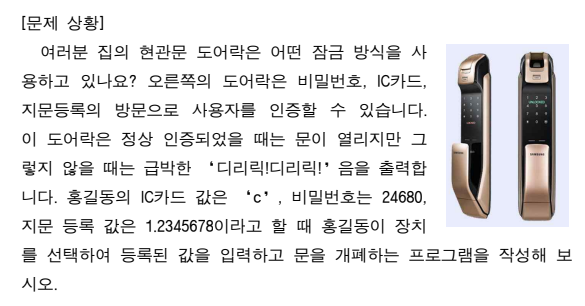 [문제 상황]
여러분 집의 현관문 도어락은 어떤 잠금 방식을 사
용하고 있나요? 오른쪽의 도어락은 비밀번호, IC카드,
지문등록의 방문으로 사용자를 인증할 수 있습니다.
이 도어락은 정상 인증되었을 때는 문이 열리지만 그
렇지 않을 때는 급박한 ‘디리릭!디리릭!’음을 출력합
니다. 홍길동의 IC카드 값은 ‘c’, 비밀번호는 24680,
지문 등록 값은 1.2345678이라고 할 때 홍길동이 장치
를 선택하여 등록된 값을 입력하고 문을 개폐하는 프로그램을 작성해 보
시오.